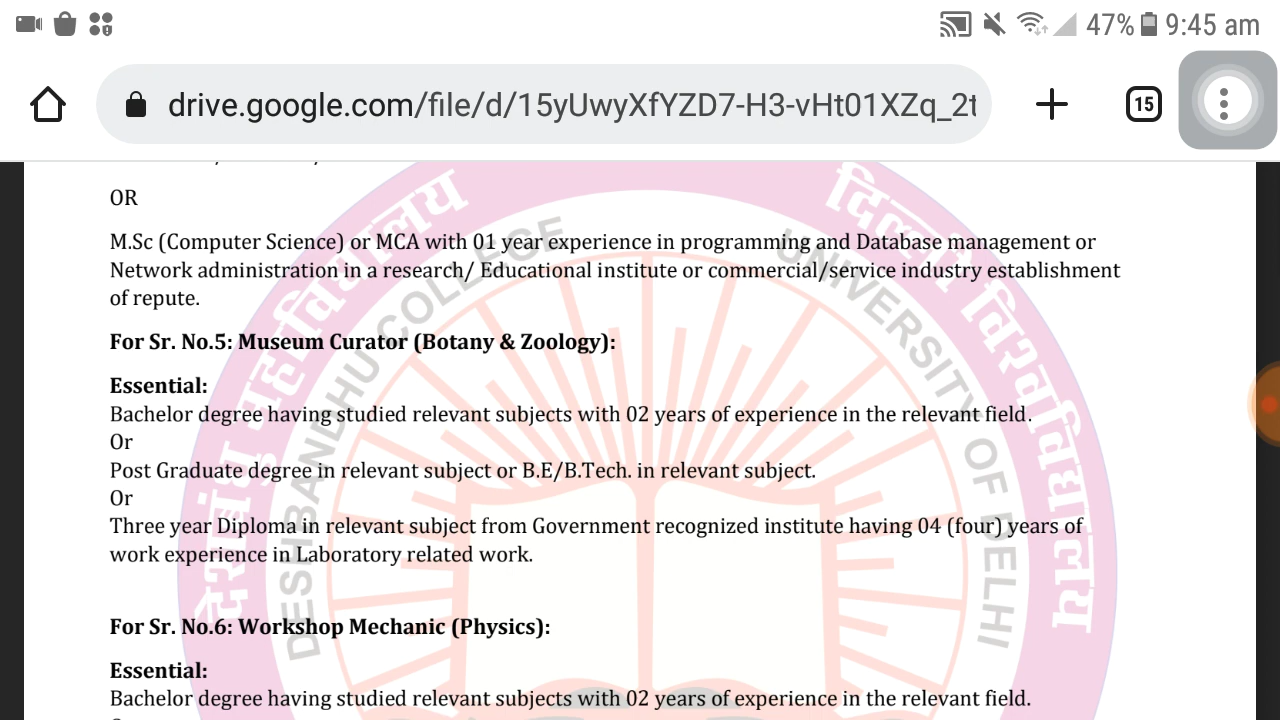 47% 9:45 am
drive.google.com/file/d/15yUwyXfYZD7-H3-vHt01XZq_2t
15
OR
M.Sc (Computer Science) or MCA with 01 year experience in programming and Database management or
Network administration in a research/ Educational institute or commercial/service industry establishment
of repute.
For Sr. No.5: Museum Curator (Botany & Zoology):
Essential:
Bachelor degree having studied relevant subjects with 02 years of experience in the relevant field.
Or
Post Graduate degree in relevant subject or B.E/B.Tech. in relevant subject.
Or
Three year Diploma in relevant subject from Government recognized institute having 04 (four) years of
work experience in Laboratory related work.
For Sr. No.6: Workshop Mechanic (Physics):
Essential:
Bachelor degree having studied relevant subjects with 02 years of experience in the relevant field.
देशबंधु महाविद्यालय
दिल्ली विश्वविद्यालय
DESHBANDHU COLLEGE
UNIVERSITY OF DELHI